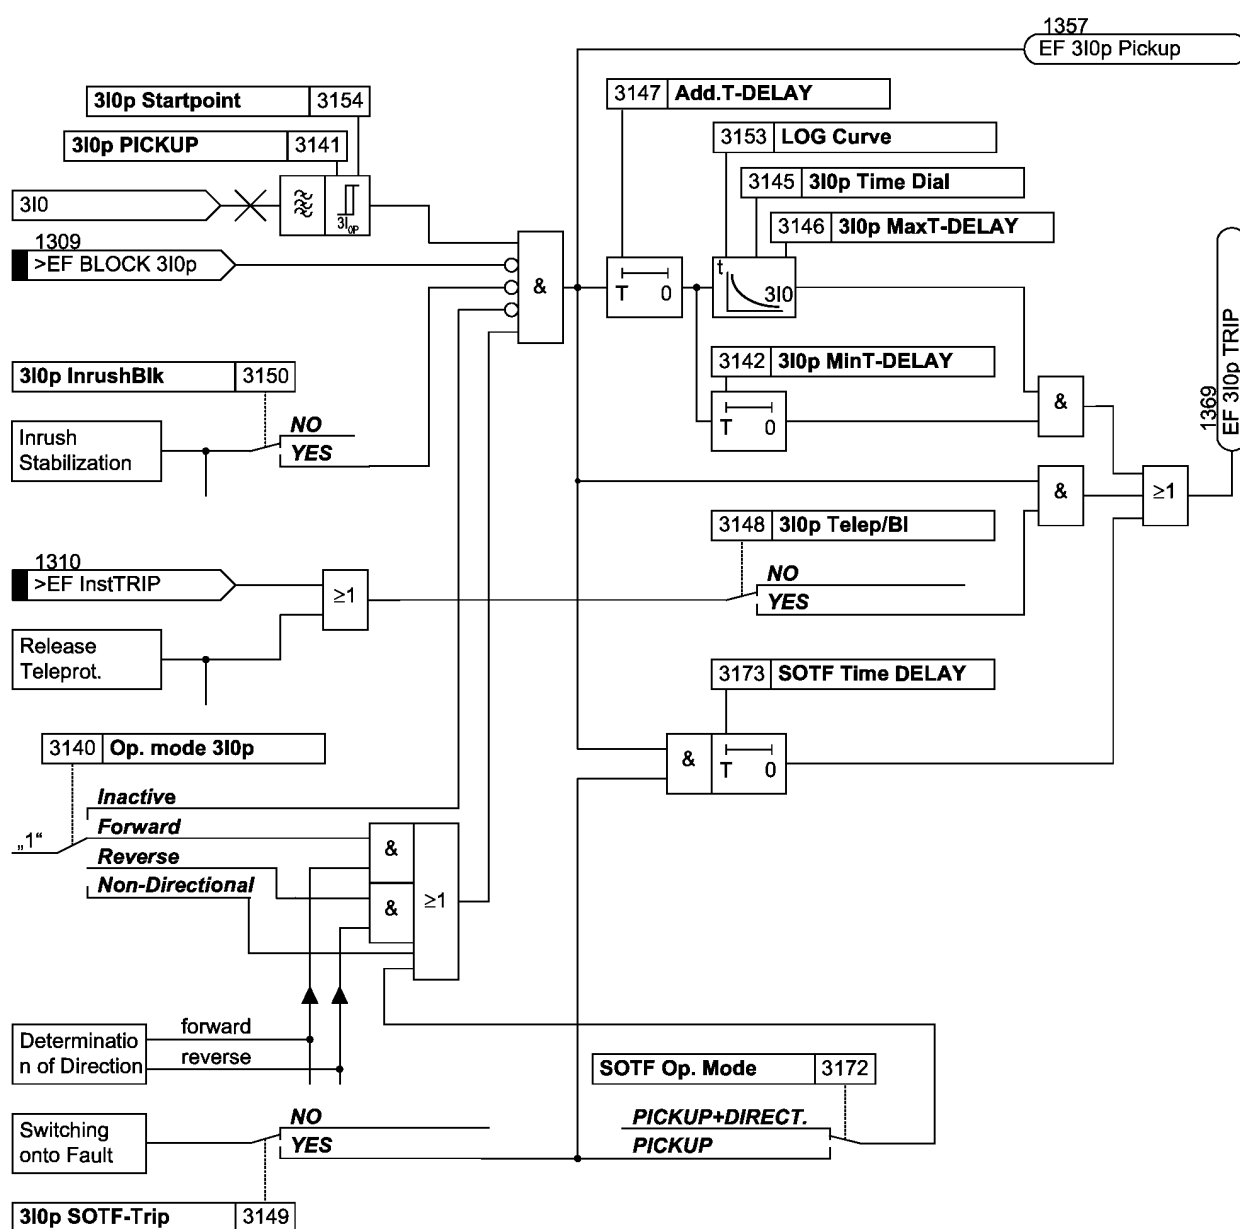 1357
EF 3I0p Pickup
3I0p Startpoint 3154
3147 Add.T-DELAY
3I0p PICKUP 3141
3153 LOG Curve
3145 3I0p Time Dial
3I0
3I0P
3146 3I0p MaxT-DELAY
1309
>EF BLOCK 3I0p
&
T 0
t
3I0
3I0p InrushBlk 3150
3142 3I0p MinT-DELAY
1369
EF 3I0p TRIP
Inrush
Stabilization
NO
YES
T 0
&
&
≥1
3148 3I0p Telep/BI
1310
>EF InstTRIP
≥1
NO
YES
Release
Teleprot.
3173 SOTF Time DELAY
3140 Op. mode 3I0p
&
T 0
Inactive
„1“
Forward
Reverse
Non-Directional
&
&
≥1
Determinatio
n of Direction
forward
reverse
SOTF Op. Mode 3172
Switching
onto Fault
NO
YES
PICKUP+DIRECT.
PICKUP
3I0p SOTF-Trip 3149